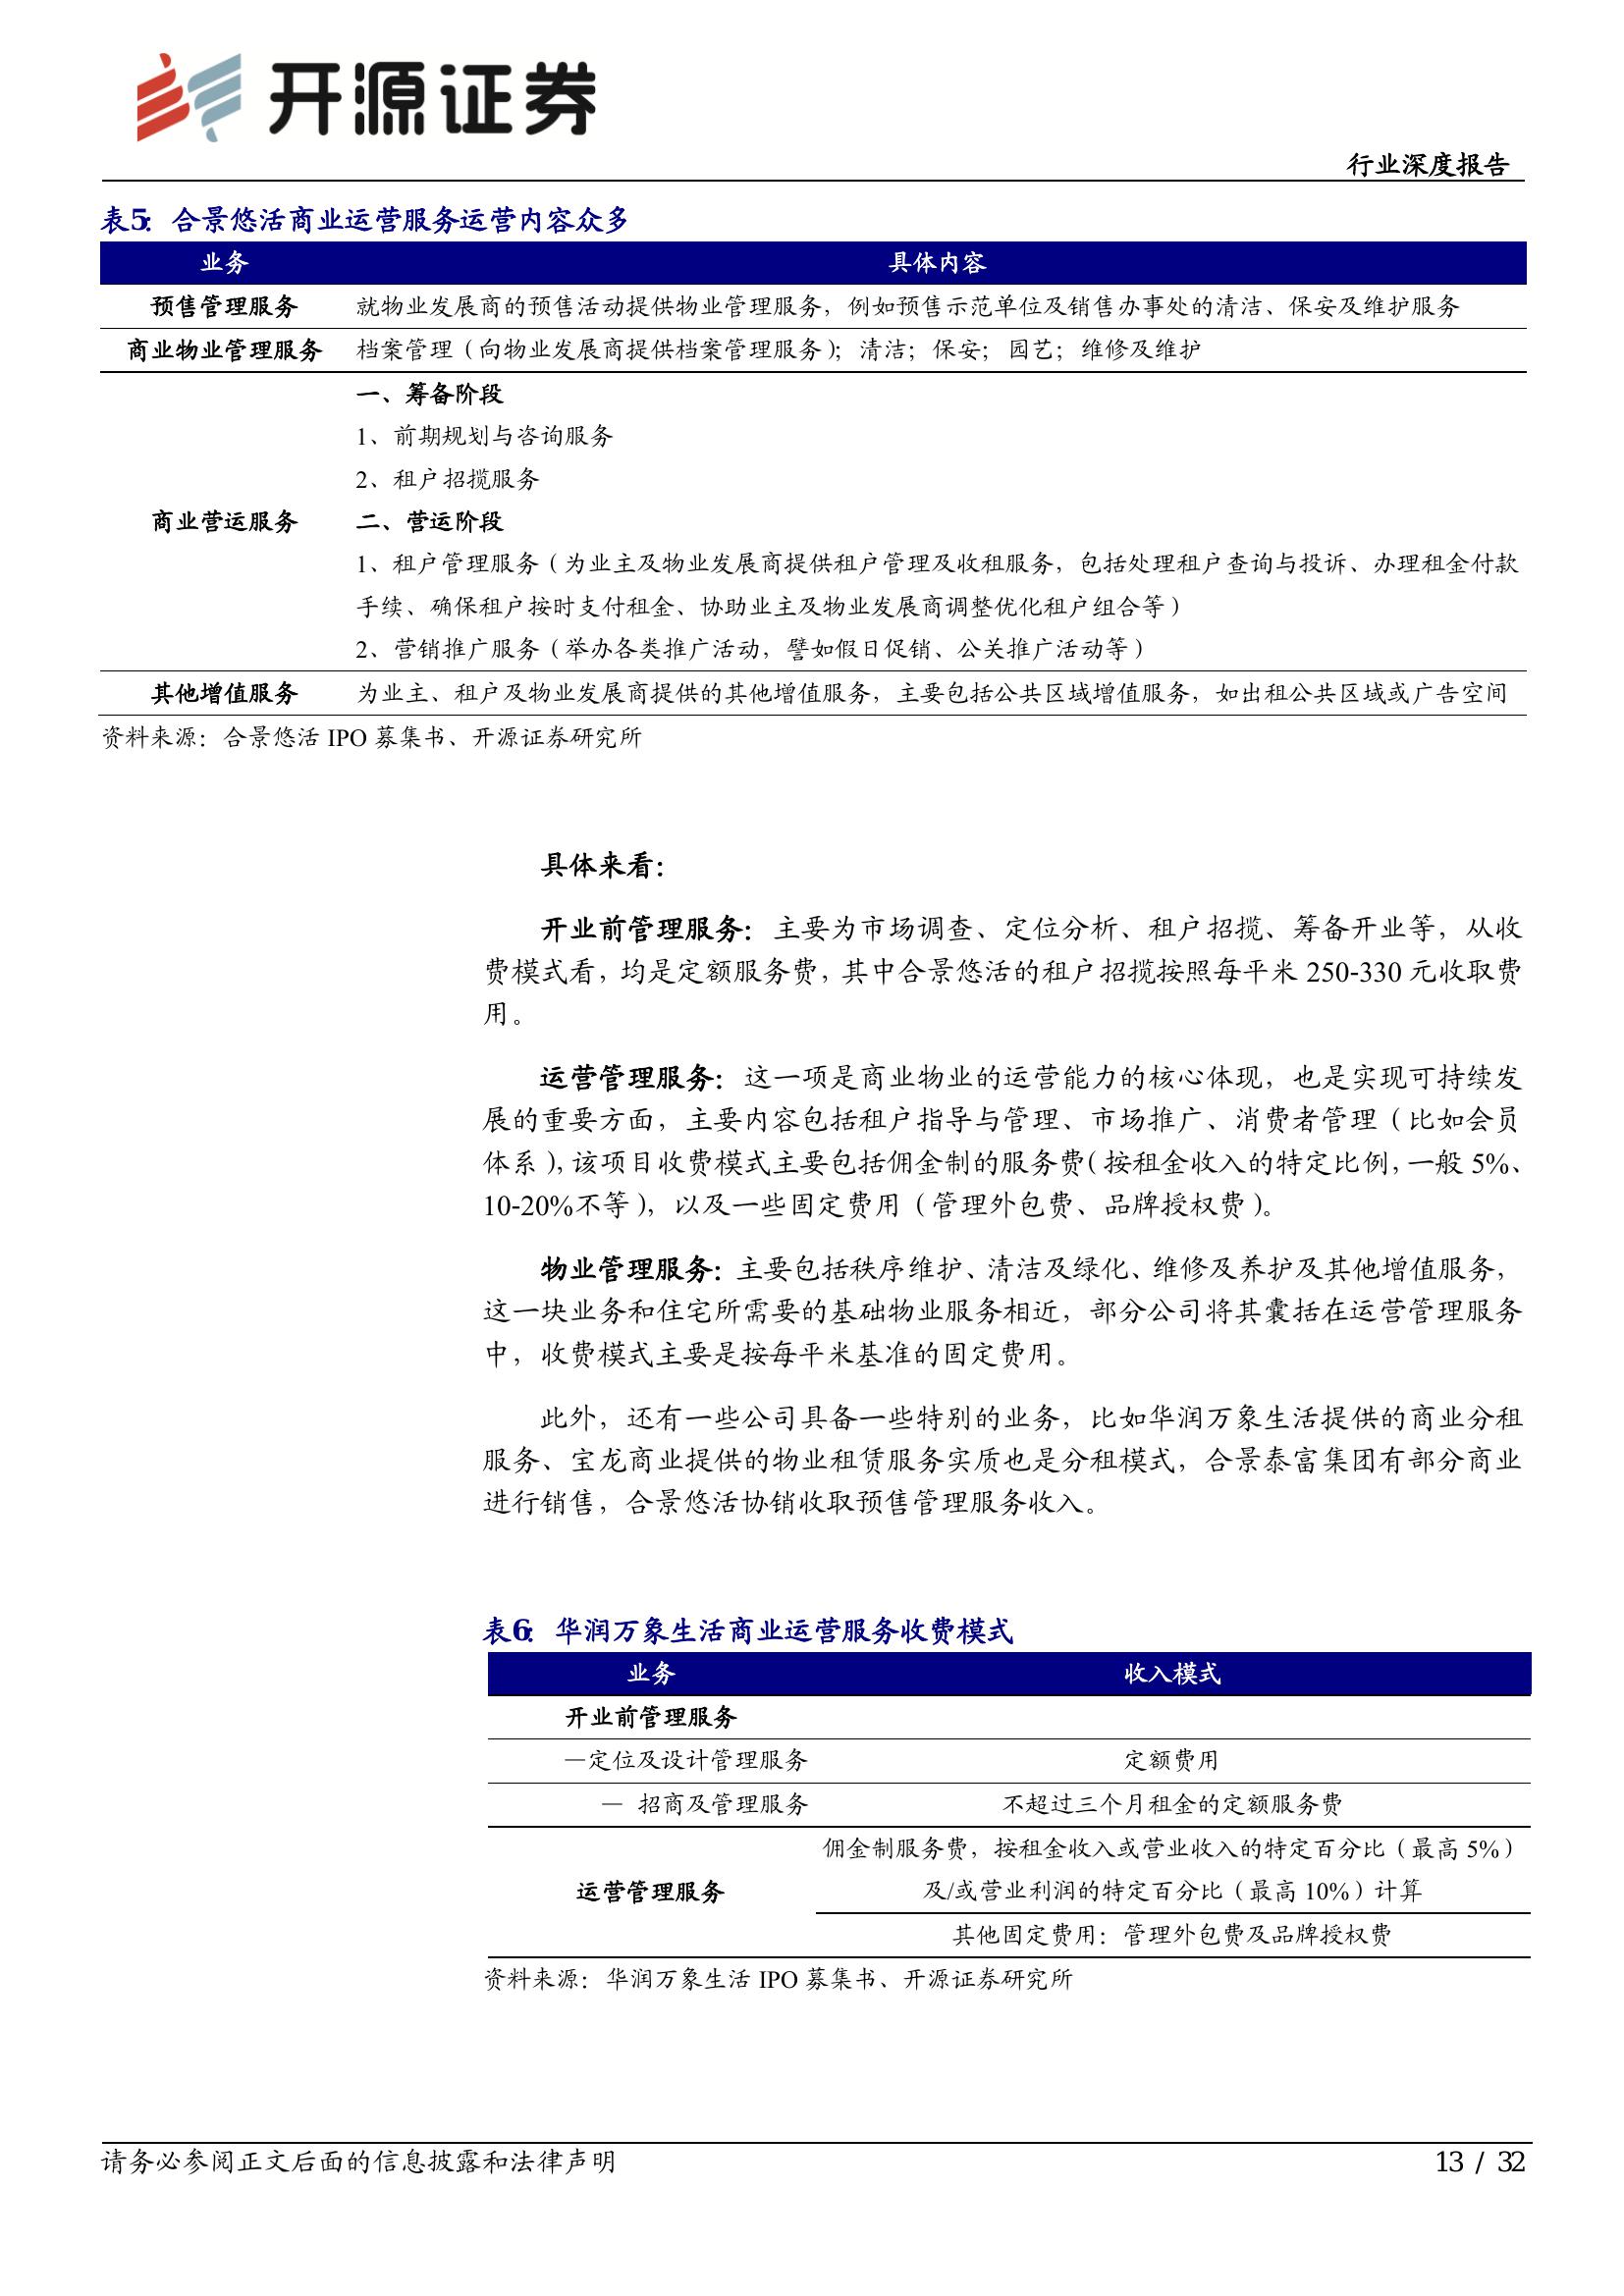 开源证券
行业深度报告
表5： 合景悠活商业运营服务运营内容众多
业务 具体内容
预售管理服务 就物业发展商的预售活动提供物业管理服务，例如预售示范单位及销售办事处的清洁、保安及维护服务
商业物业管理服务 档案管理（向物业发展商提供档案管理服务）；清洁；保安；园艺；维修及维护
一、筹备阶段
1、前期规划与咨询服务
2、租户招揽服务
商业营运服务 二、营运阶段
1、租户管理服务（为业主及物业发展商提供租户管理及收租服务，包括处理租户查询与投诉、办理租金付款
手续、确保租户按时支付租金、协助业主及物业发展商调整优化租户组合等）
2、营销推广服务（举办各类推广活动，譬如假日促销、公关推广活动等）
其他增值服务 为业主、租户及物业发展商提供的其他增值服务，主要包括公共区域增值服务，如出租公共区域或广告空间
资料来源：合景悠活 IPO 募集书、开源证券研究所
具体来看：
开业前管理服务：主要为市场调查、定位分析、租户招揽、筹备开业等，从收
费模式看，均是定额服务费，其中合景悠活的租户招揽按照每平米 250-330 元收取费
用。
运营管理服务：这一项是商业物业的运营能力的核心体现，也是实现可持续发
展的重要方面，主要内容包括租户指导与管理、市场推广、消费者管理（比如会员
体系），该项目收费模式主要包括佣金制的服务费（按租金收入的特定比例，一般 5%、
10-20%不等），以及一些固定费用（管理外包费、品牌授权费）。
物业管理服务：主要包括秩序维护、清洁及绿化、维修及养护及其他增值服务，
这一块业务和住宅所需要的基础物业服务相近，部分公司将其囊括在运营管理服务
中，收费模式主要是按每平米基准的固定费用。
此外，还有一些公司具备一些特别的业务，比如华润万象生活提供的商业分租
服务、宝龙商业提供的物业租赁服务实质也是分租模式，合景泰富集团有部分商业
进行销售，合景悠活协销收取预售管理服务收入。
表6： 华润万象生活商业运营服务收费模式
业务 收入模式
开业前管理服务
—定位及设计管理服务 定额费用
— 招商及管理服务 不超过三个月租金的定额服务费
佣金制服务费，按租金收入或营业收入的特定百分比（最高 5%）
运营管理服务 及/或营业利润的特定百分比（最高 10%）计算
其他固定费用：管理外包费及品牌授权费
资料来源：华润万象生活 IPO 募集书、开源证券研究所
请务必参阅正文后面的信息披露和法律声明 13 / 32